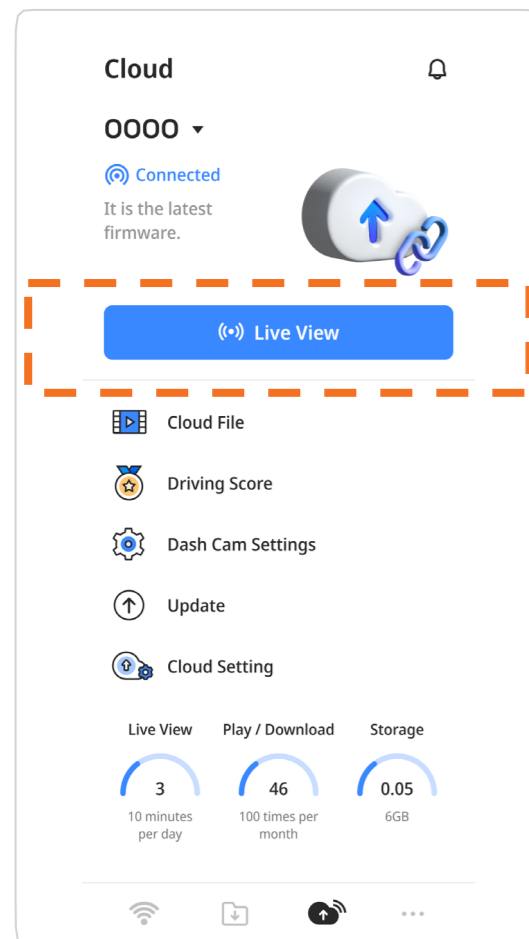 Cloud
OOOO
Connected
It is the latest
firmware.
Live View
Cloud File
Driving Score
Dash Cam Settings
Update
Cloud Setting
Live View Play / Download Storage
3 46 0.05
10 minutes 100 times per 6GB
per day month